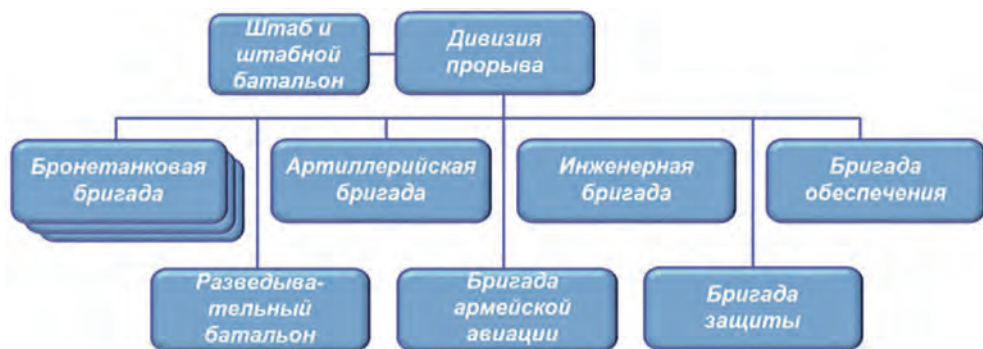 Штаб и
штабной
батальон
Дивизия
прорыва
Бронетанковая
бригада
Артиллерийская
бригада
Инженерная
бригада
Бригада
обеспечения
Разведыва-
тельный
батальон
Бригада
армейской
авиации
Бригада
защиты